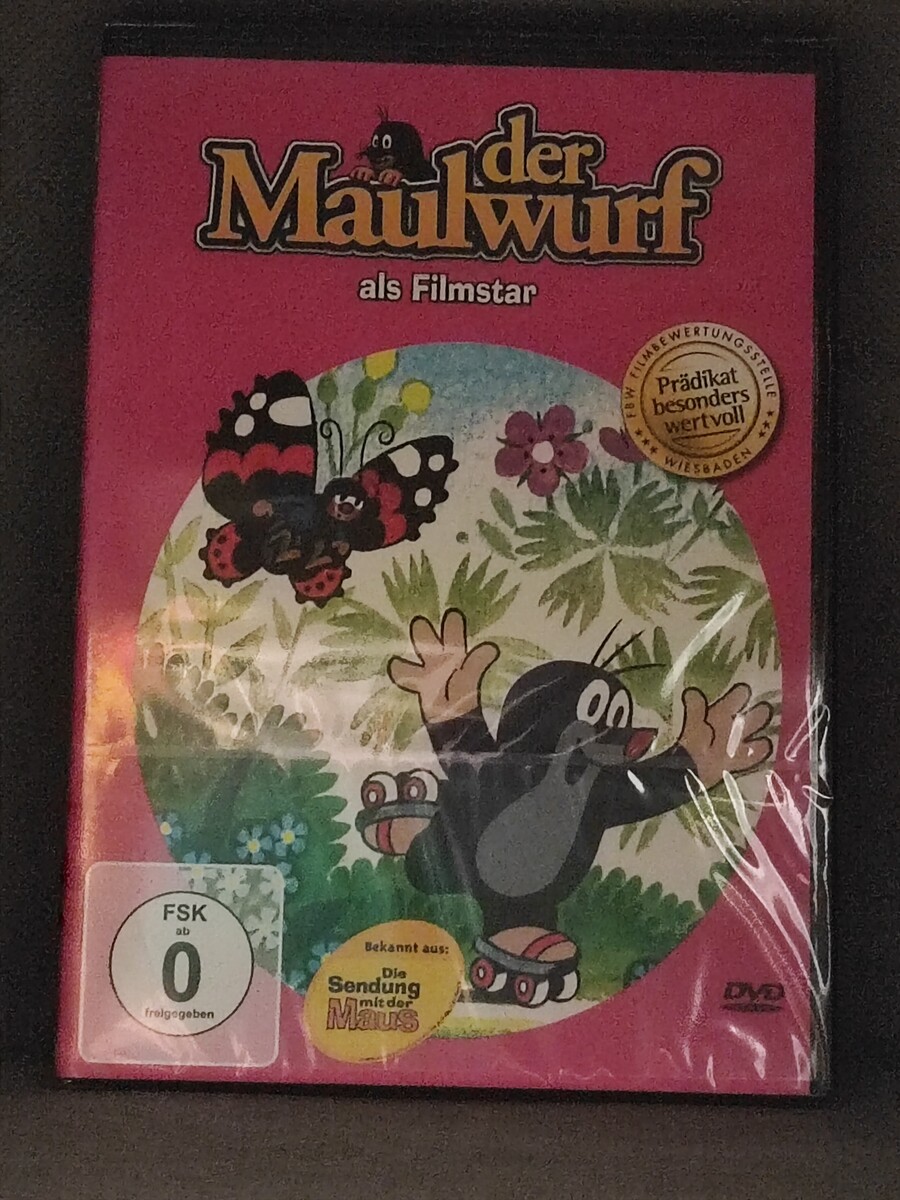 der
Maulwurf
als Filmstar
FBW FILMBEWERTUNGSSTELLE
Prädikat
besonders
wertvoll
*** WIESBADEN ***
FSK
ab
0
freigegeben
Bekannt aus:
Die
Sendung
mit der
Maus
DVD